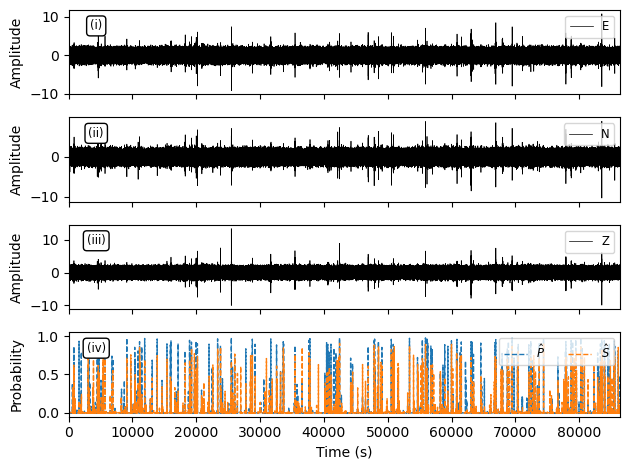 10
0
−10
Amplitude
(i)
E
0
−10
Amplitude
(ii)
N
10
0
−10
Amplitude
(iii)
Z
1.0
0.5
0.0
Probability
(iv)
P̂
Ŝ
0 10000 20000 30000 40000 50000 60000 70000 80000
Time (s)